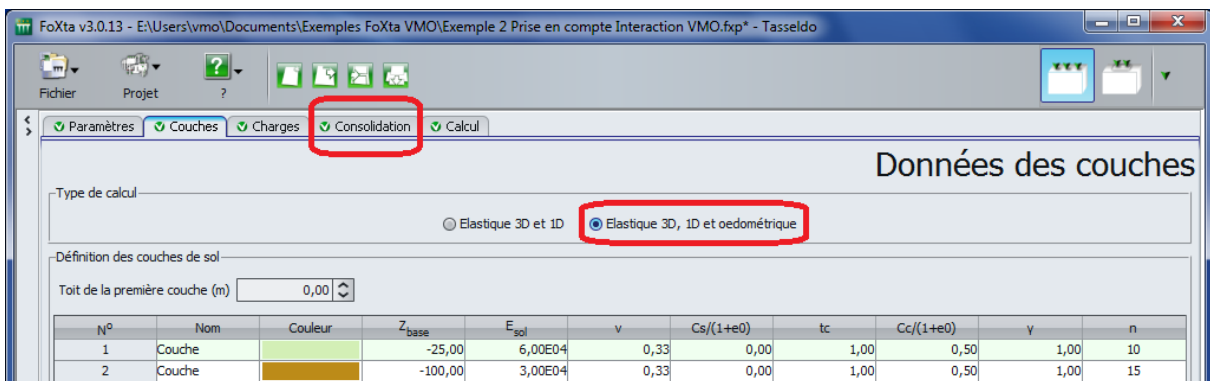 FoXta v3.0.13 - E:\Users\vmo\Documents\Exemples FoXta VMO\Exemple 2 Prise en compte Interaction VMO.fxp* - Tasseldo
Fichier Projet ?
Paramètres Couches Charges Consolidation Calcul
Données des couches
Type de calcul
Elastique 3D et 1D Elastique 3D, 1D et oedométrique
Définition des couches de sol
Toit de la première couche (m) 0,00
N° Nom Couleur Zbase Esol ν Cs/(1+e0) tc Cc/(1+e0) γ n
1 Couche -25,00 6,00E04 0,33 0,00 1,00 0,50 1,00 10
2 Couche -100,00 3,00E04 0,33 0,00 1,00 0,50 1,00 15